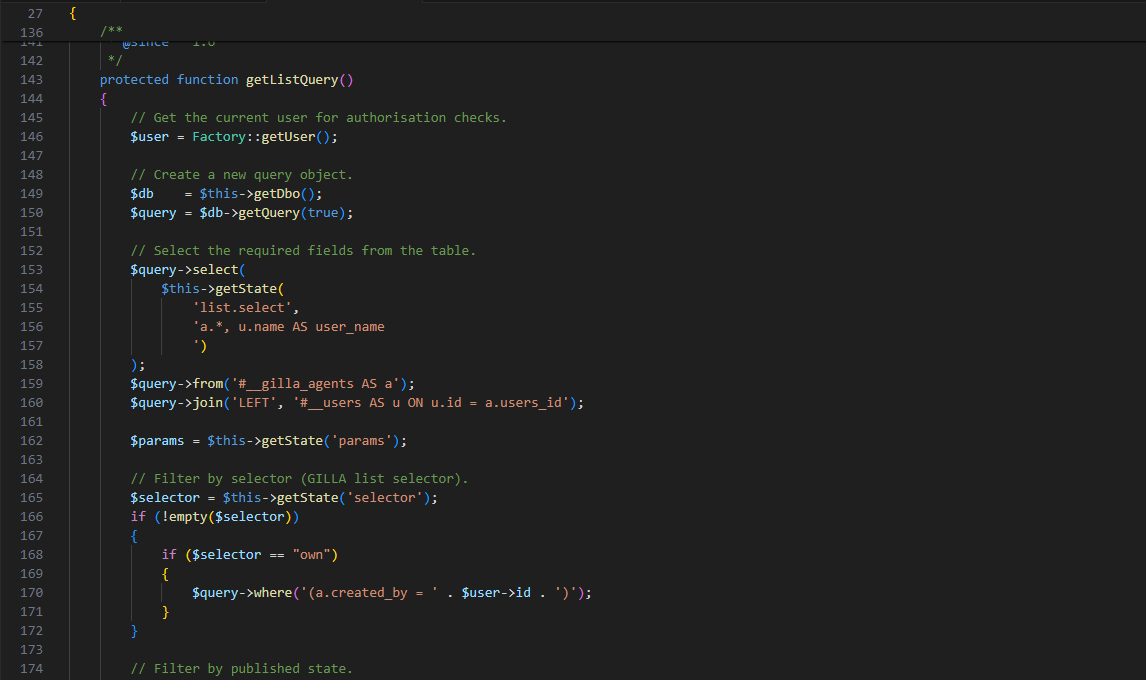 27 {
136 /**
141 @since 1.6
142 */
143 protected function getListQuery()
144 {
145 // Get the current user for authorisation checks.
146 $user = Factory::getUser();
147
148 // Create a new query object.
149 $db    = $this->getDbo();
150 $query = $db->getQuery(true);
151
152 // Select the required fields from the table.
153 $query->select(
154 $this->getState(
155 'list.select',
156 'a.*, u.name AS user_name
157 ')
158 );
159 $query->from('#__gilla_agents AS a');
160 $query->join('LEFT', '#__users AS u ON u.id = a.users_id');
161
162 $params = $this->getState('params');
163
164 // Filter by selector (GILLA list selector).
165 $selector = $this->getState('selector');
166 if (!empty($selector))
167 {
168 if ($selector == "own")
169 {
170 $query->where('(a.created_by = ' . $user->id . ')');
171 }
172 }
173
174 // Filter by published state.